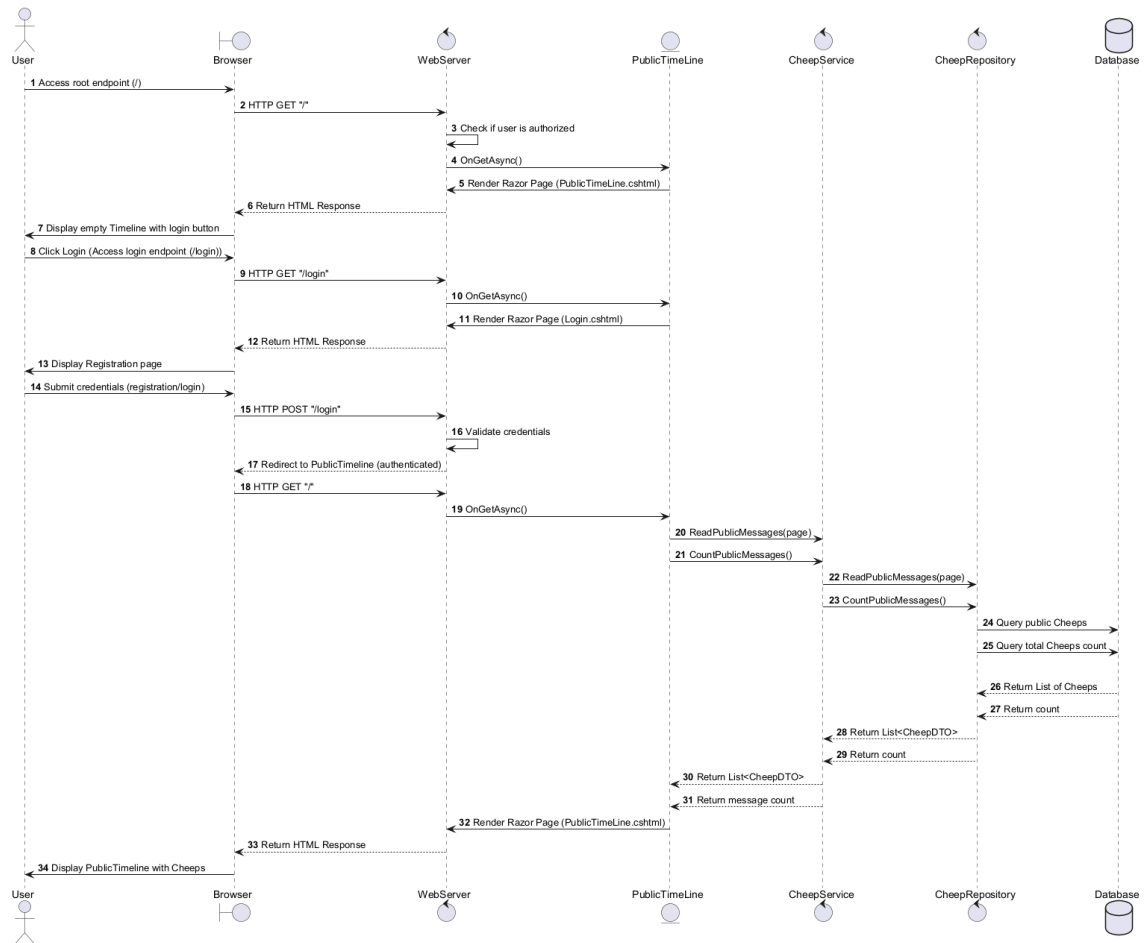 User Browser WebServer PublicTimeLine CheepService CheepRepository Database
1 Access root endpoint (/)
2 HTTP GET "/"
3 Check if user is authorized
4 OnGetAsync()
5 Render Razor Page (PublicTimeLine.cshtml)
6 Return HTML Response
7 Display empty Timeline with login button
8 Click Login (Access login endpoint (/login))
9 HTTP GET "/login"
10 OnGetAsync()
11 Render Razor Page (Login.cshtml)
12 Return HTML Response
13 Display Registration page
14 Submit credentials (registration/login)
15 HTTP POST "/login"
16 Validate credentials
17 Redirect to PublicTimeline (authenticated)
18 HTTP GET "/"
19 OnGetAsync()
20 ReadPublicMessages(page)
21 CountPublicMessages()
22 ReadPublicMessages(page)
23 CountPublicMessages()
24 Query public Cheeps
25 Query total Cheeps count
26 Return List of Cheeps
27 Return count
28 Return List<CheepDTO>
29 Return count
30 Return List<CheepDTO>
31 Return message count
32 Render Razor Page (PublicTimeLine.cshtml)
33 Return HTML Response
34 Display PublicTimeline with Cheeps
User Browser WebServer PublicTimeLine CheepService CheepRepository Database